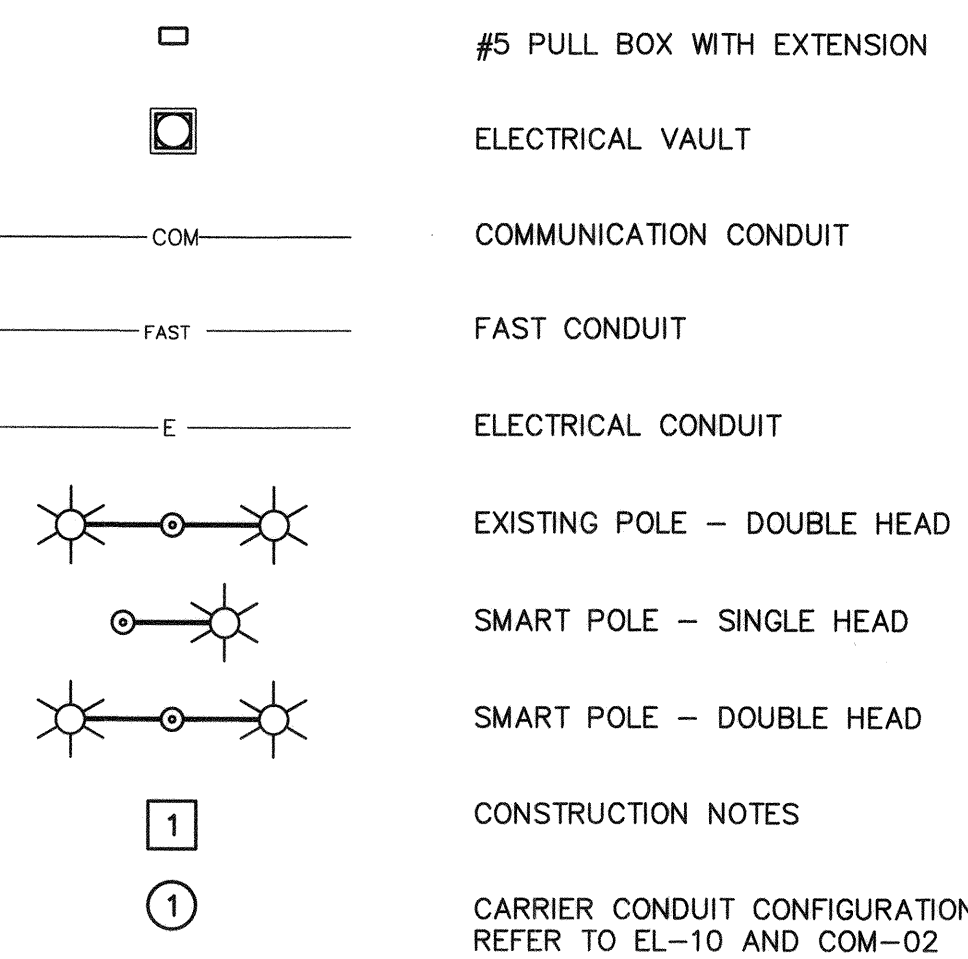 #5 PULL BOX WITH EXTENSION
ELECTRICAL VAULT
COM COMMUNICATION CONDUIT
FAST FAST CONDUIT
E ELECTRICAL CONDUIT
EXISTING POLE – DOUBLE HEAD
SMART POLE – SINGLE HEAD
SMART POLE – DOUBLE HEAD
1 CONSTRUCTION NOTES
1 CARRIER CONDUIT CONFIGURATION
REFER TO EL–10 AND COM–02